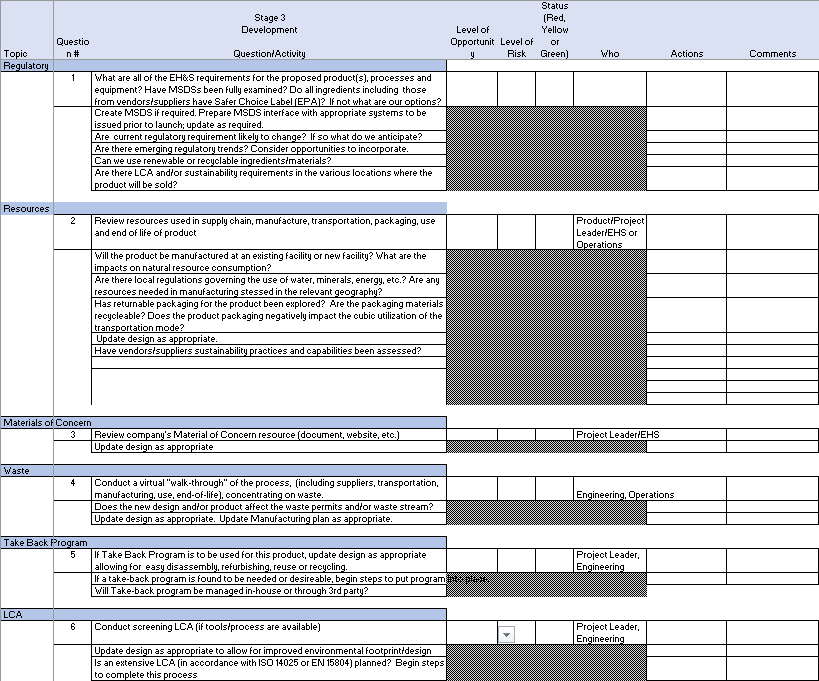 Stage 3
Development
Status
(Red,
Yellow
or
Green)
Level of
Opportunit
y
Level of
Risk
Topic
Questio
n #
Question/Activity
Who
Actions
Comments
Regulatory
1
What are all of the EH&S requirements for the proposed product(s), processes and
equipment? Have MSDSs been fully examined? Do all ingredients including those
from vendors/suppliers have Safer Choice Label (EPA)? If not what are our options?
Create MSDS if required. Prepare MSDS interface with appropriate systems to be
issued prior to launch; update as required.
Are current regulatory requirement likely to change? If so what do we anticipate?
Are there emerging regulatory trends? Consider opportunities to incorporate.
Can we use renewable or recyclable ingredients/materials?
Are there LCA and/or sustainability requirements in the various locations where the
product will be sold?
Resources
2
Review resources used in supply chain, manufacture, transportation, packaging, use
and end of life of product
Product/Project
Leader/EHS or
Operations
Will the product be manufactured at an existing facility or new facility? What are the
impacts on natural resource consumption?
Are there local regulations governing the use of water, minerals, energy, etc.? Are any
resources needed in manufacturing stressed in the relevant geography?
Has returnable packaging for the product been explored? Are the packaging materials
recycleable? Does the product packaging negatively impact the cubic utilization of the
transportation mode?
Update design as appropriate.
Have vendors/suppliers sustainability practices and capabilities been assessed?
Materials of Concern
3
Review company's Material of Concern resource (document, website, etc.)
Project Leader/EHS
Update design as appropriate
Waste
4
Conduct a virtual "walk-through" of the process, (including suppliers, transportation,
manufacturing, use, end-of-life), concentrating on waste.
Engineering, Operations
Does the new design and/or product affect the waste permits and/or waste stream?
Update design as appropriate. Update Manufacturing plan as appropriate.
Take Back Program
5
If Take Back Program is to be used for this product, update design as appropriate
allowing for easy disassembly, refurbishing, reuse or recycling.
Project Leader,
Engineering
If a take-back program is found to be needed or desireable, begin steps to put program into place.
Will Take-back program be managed in-house or through 3rd party?
LCA
6
Conduct screening LCA (if tools/process are available)
Project Leader,
Engineering
Update design as appropriate to allow for improved environmental footprint/design
Is an extensive LCA (in accordance with ISO 14025 or EN 15804) planned? Begin steps
to complete this process